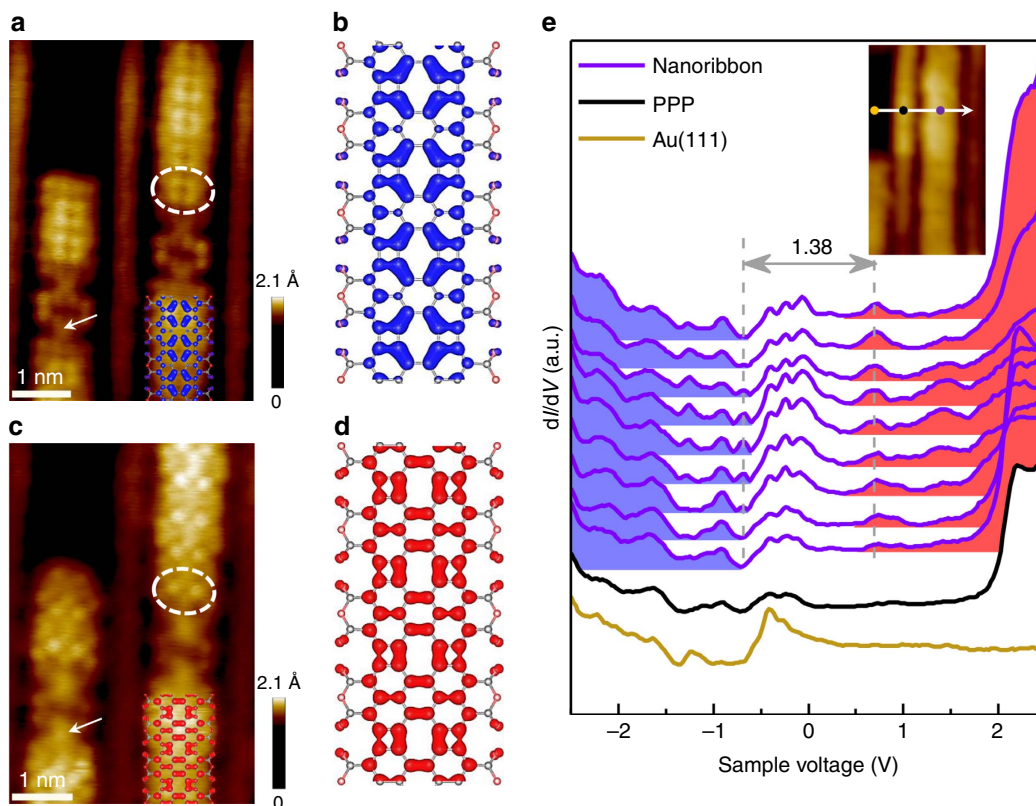 a
2.1 Å
0
1 nm
b
c
2.1 Å
0
1 nm
d
e
Nanoribbon
PPP
Au(111)
1.38
dI/dV (a.u.)
–2
–1
0
1
2
Sample voltage (V)